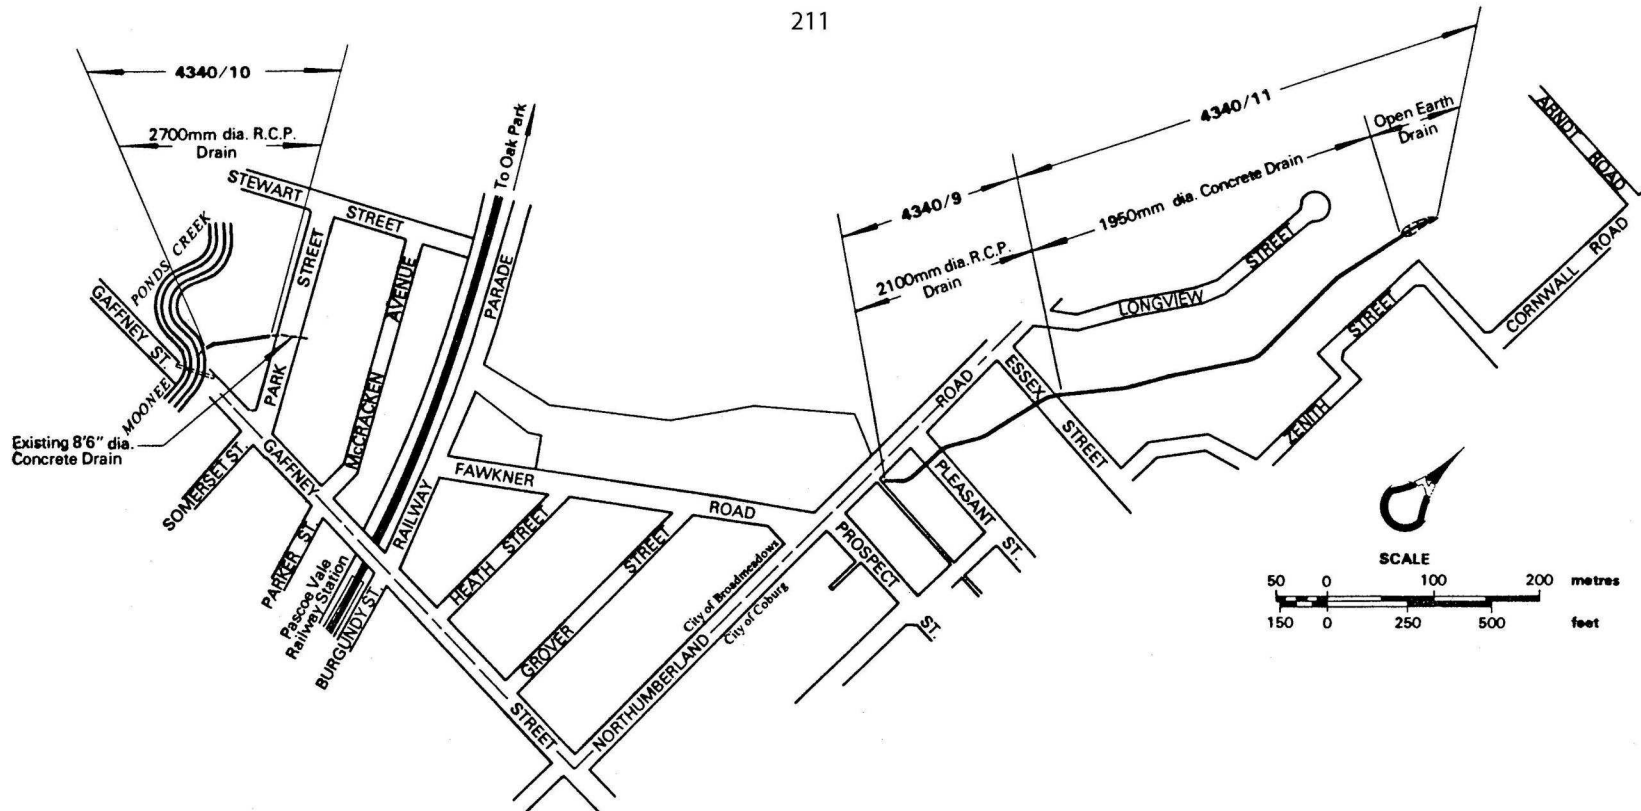 211
4340/10
2700mm dia. R.C.P.
Drain
STEWART
STREET
To Oak Park
PONDS CREEK
MOONEE
GAFFNEY ST.
STREET
PARK
AVENUE
McCRACKEN
PARADE
RAILWAY
Existing 8'6" dia.
Concrete Drain
SOMERSET ST.
GAFFNEY
STREET
PARKER ST.
Pascoe Vale
Railway Station
BURGUNDY ST.
FAWKNER
ROAD
HEATH STREET
GROVER
STREET
NORTHUMBERLAND
ROAD
City of Broadmeadows
City of Coburg
PROSPECT
ST.
PLEASANT
ST.
4340/9
2100mm dia. R.C.P.
Drain
4340/11
1950mm dia. Concrete Drain
Open Earth
Drain
LONGVIEW
STREET
ESSEX
STREET
ZENITH
STREET
CORNWALL ROAD
ARNDT ROAD
SCALE
50 0 100 200 metres
150 0 250 500 feet